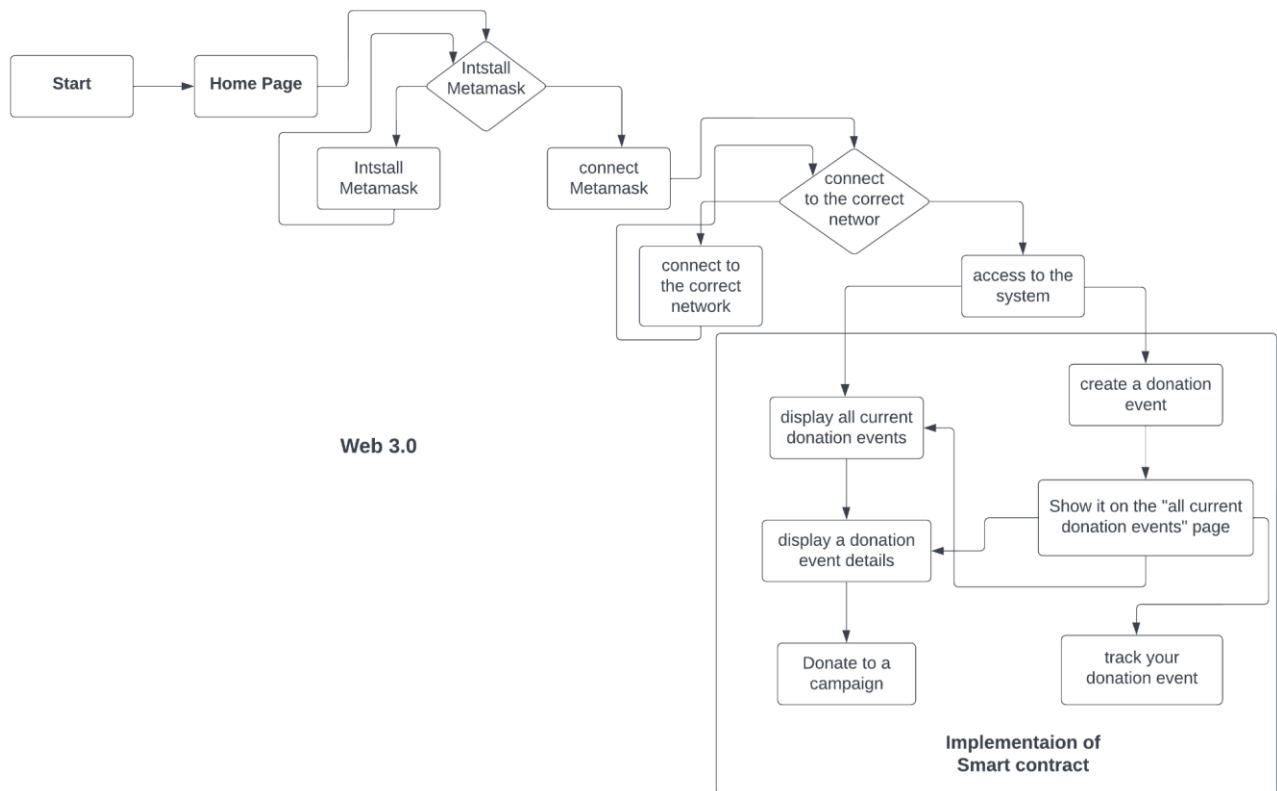 Start
Home Page
Intstall
Metamask
Intstall
Metamask
connect
Metamask
connect
to the correct
networ
connect to
the correct
network
access to the
system
create a donation
event
display all current
donation events
Web 3.0
Show it on the "all current
donation events" page
display a donation
event details
Donate to a
campaign
track your
donation event
Implementaion of
Smart contract